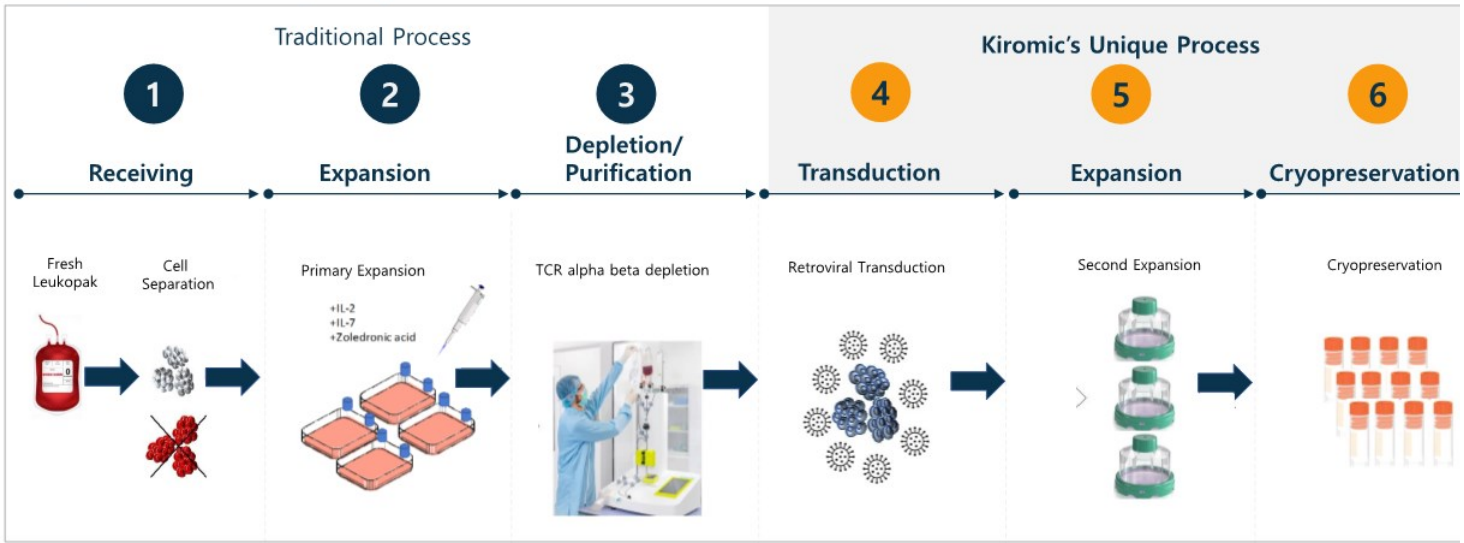 Traditional Process
Kiromic's Unique Process
1
2
3
4
5
6
Receiving
Expansion
Depletion/
Purification
Transduction
Expansion
Cryopreservation
Fresh
Leukopak
Cell
Separation
Primary Expansion
+IL-2
+IL-7
+Zoledronic acid
TCR alpha beta depletion
Retroviral Transduction
Second Expansion
Cryopreservation